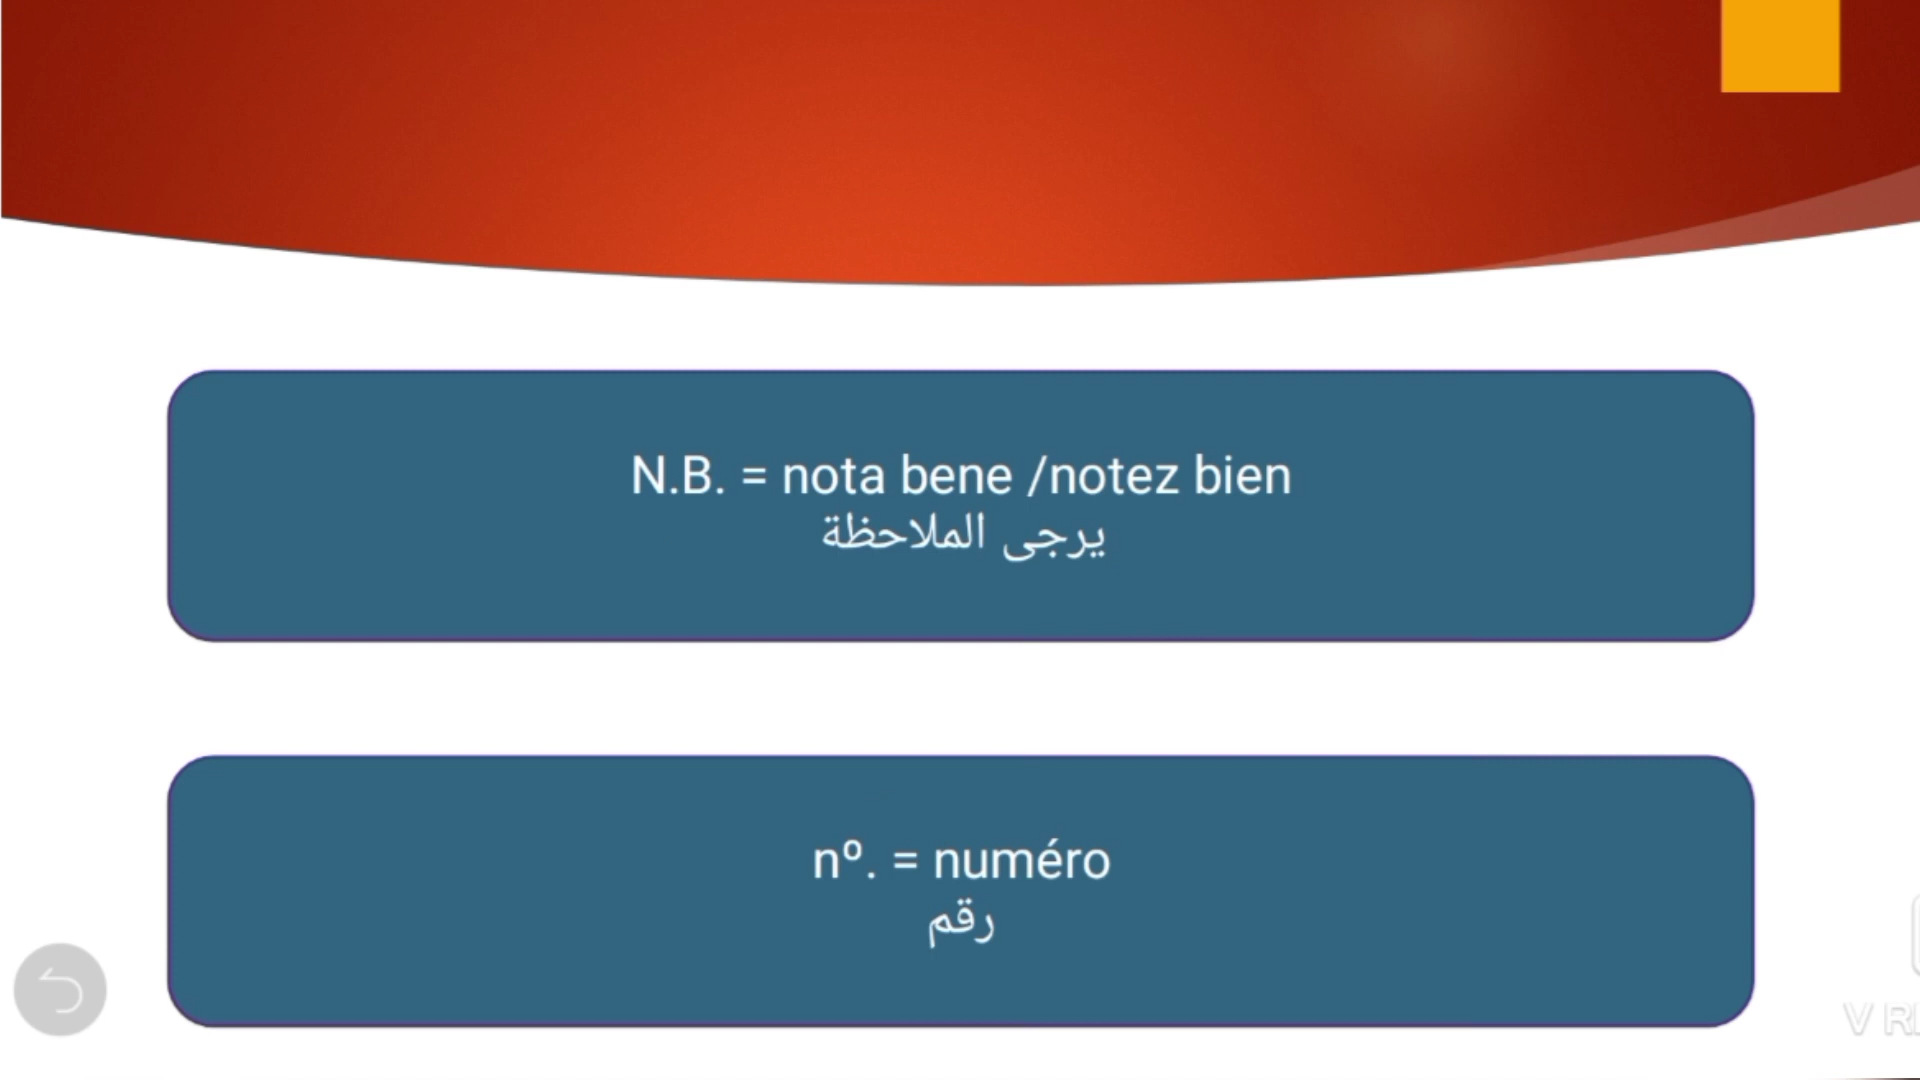 N.B. = nota bene /notez bien
يرجى الملاحظة
nº. = numéro
رقم